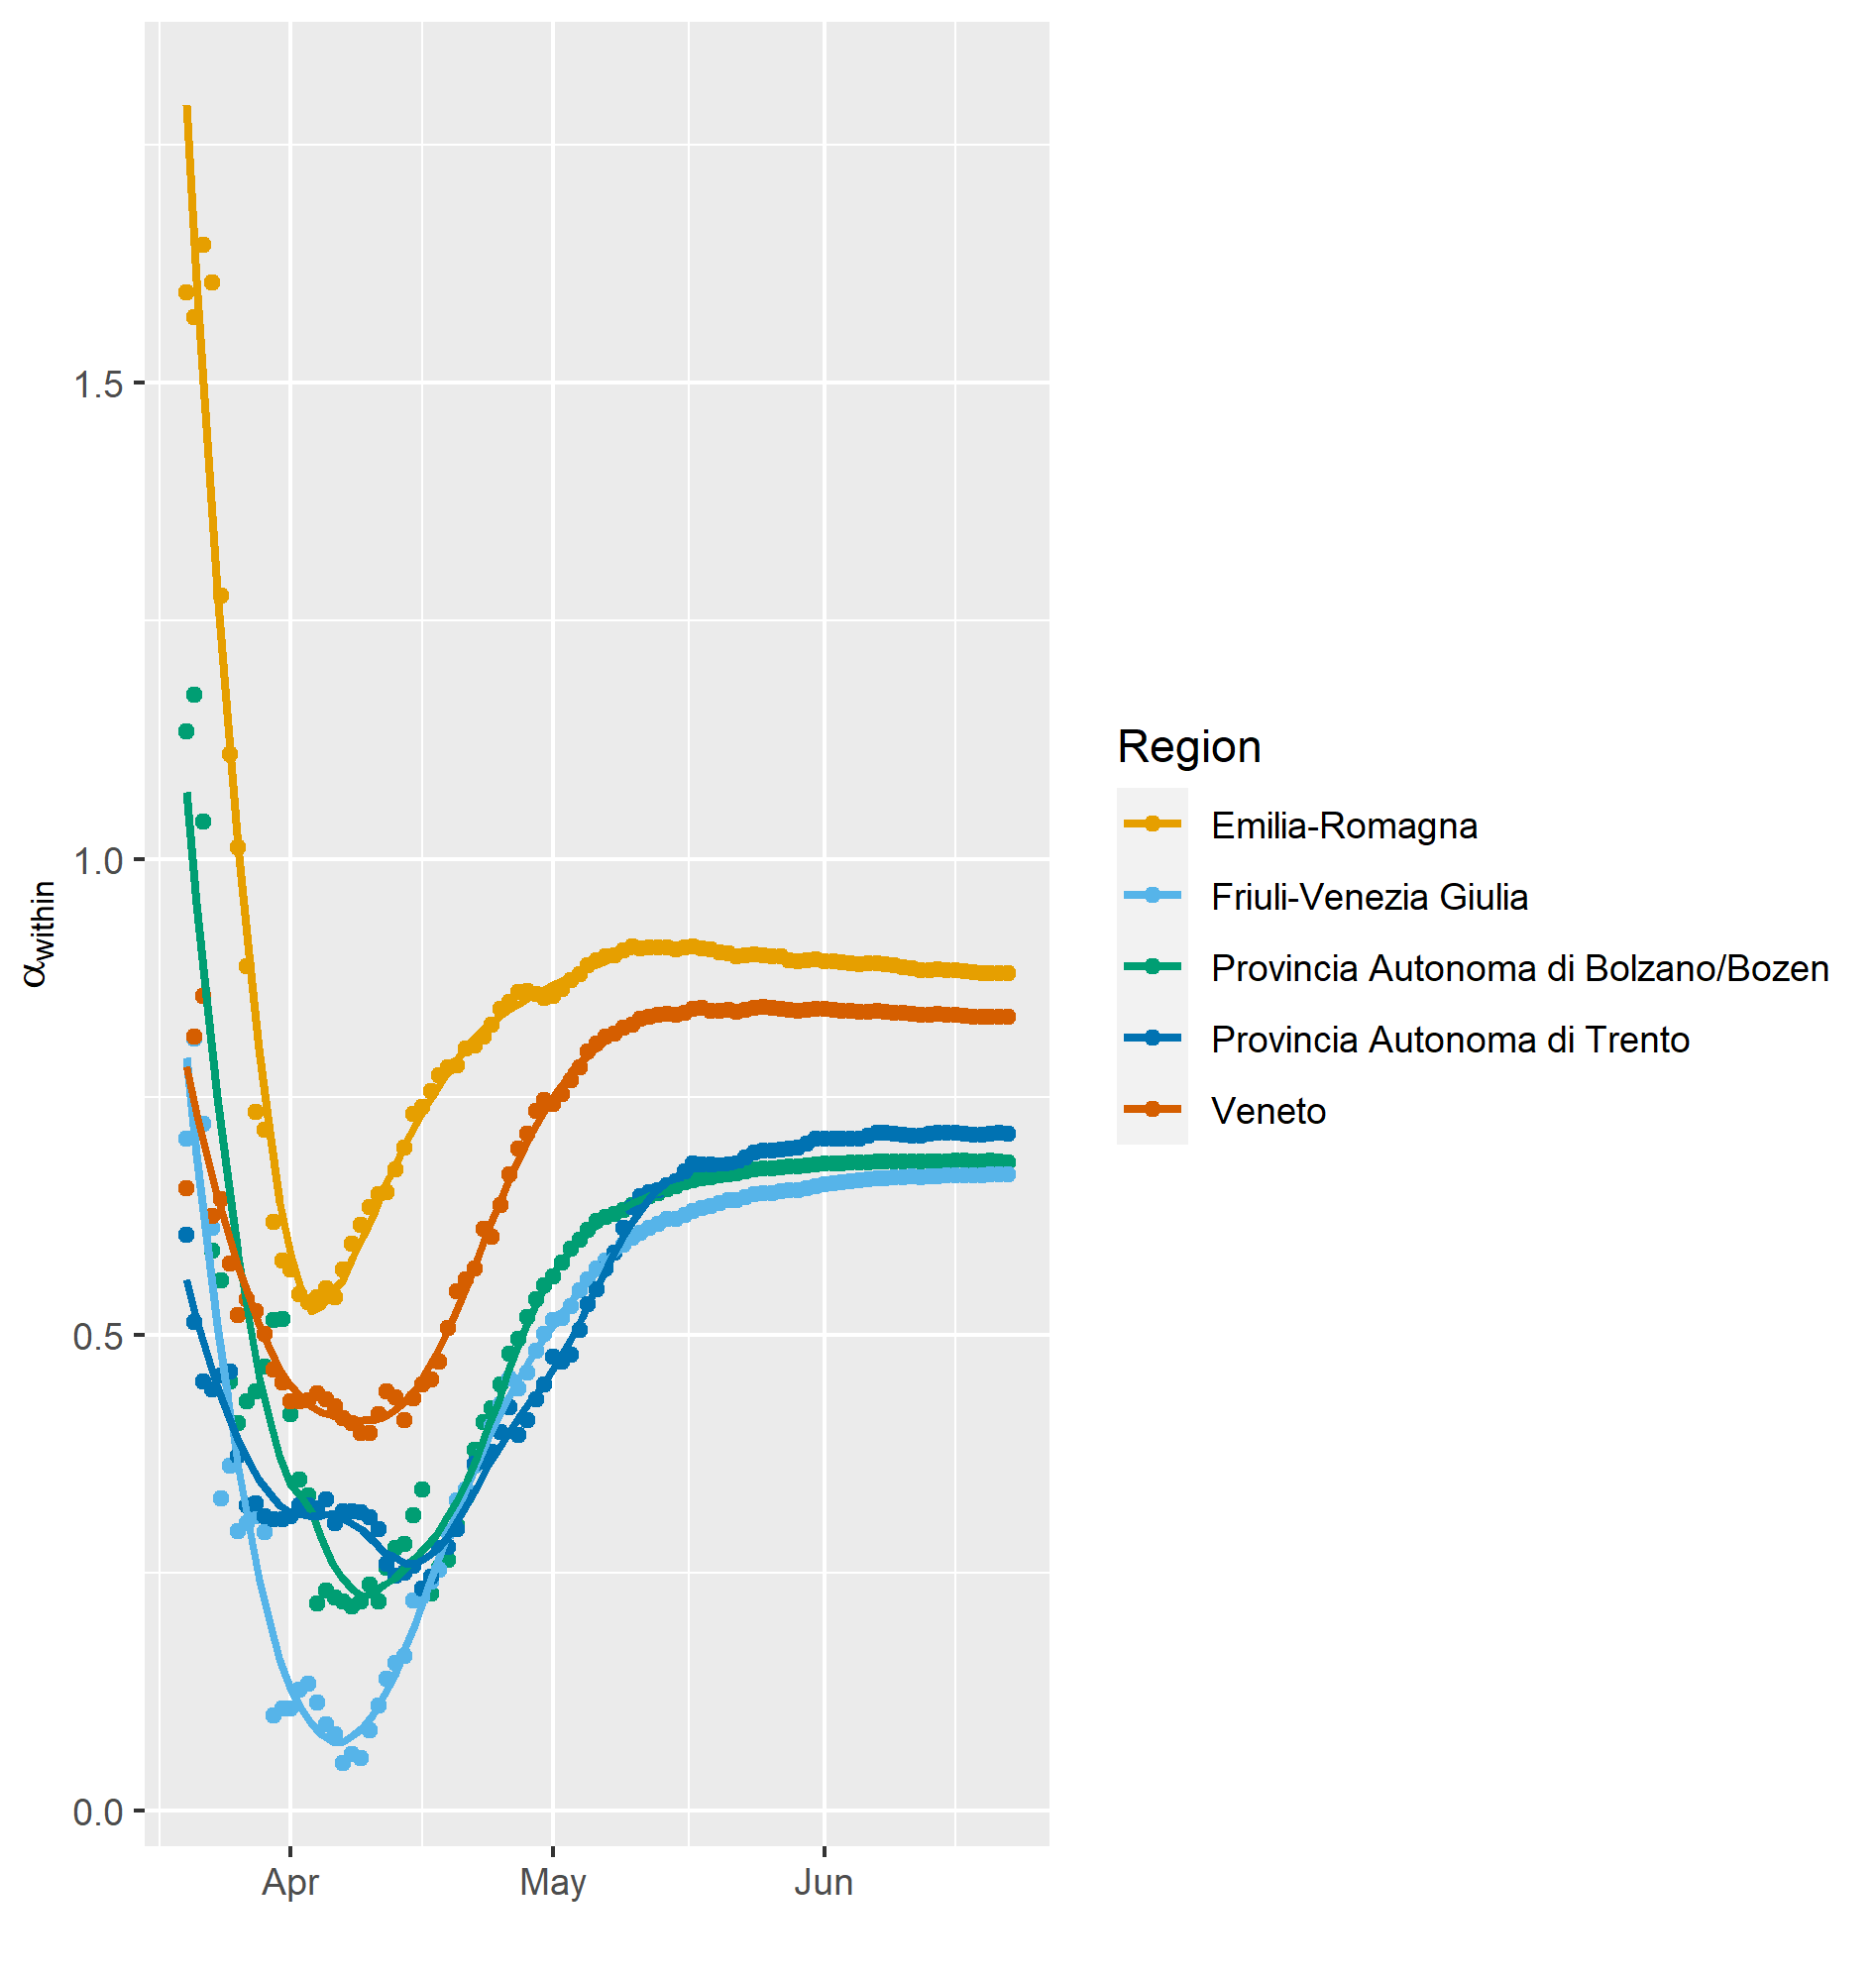 αwithin
1.5
1.0
0.5
0.0
Apr May Jun
Region
Emilia-Romagna
Friuli-Venezia Giulia
Provincia Autonoma di Bolzano/Bozen
Provincia Autonoma di Trento
Veneto